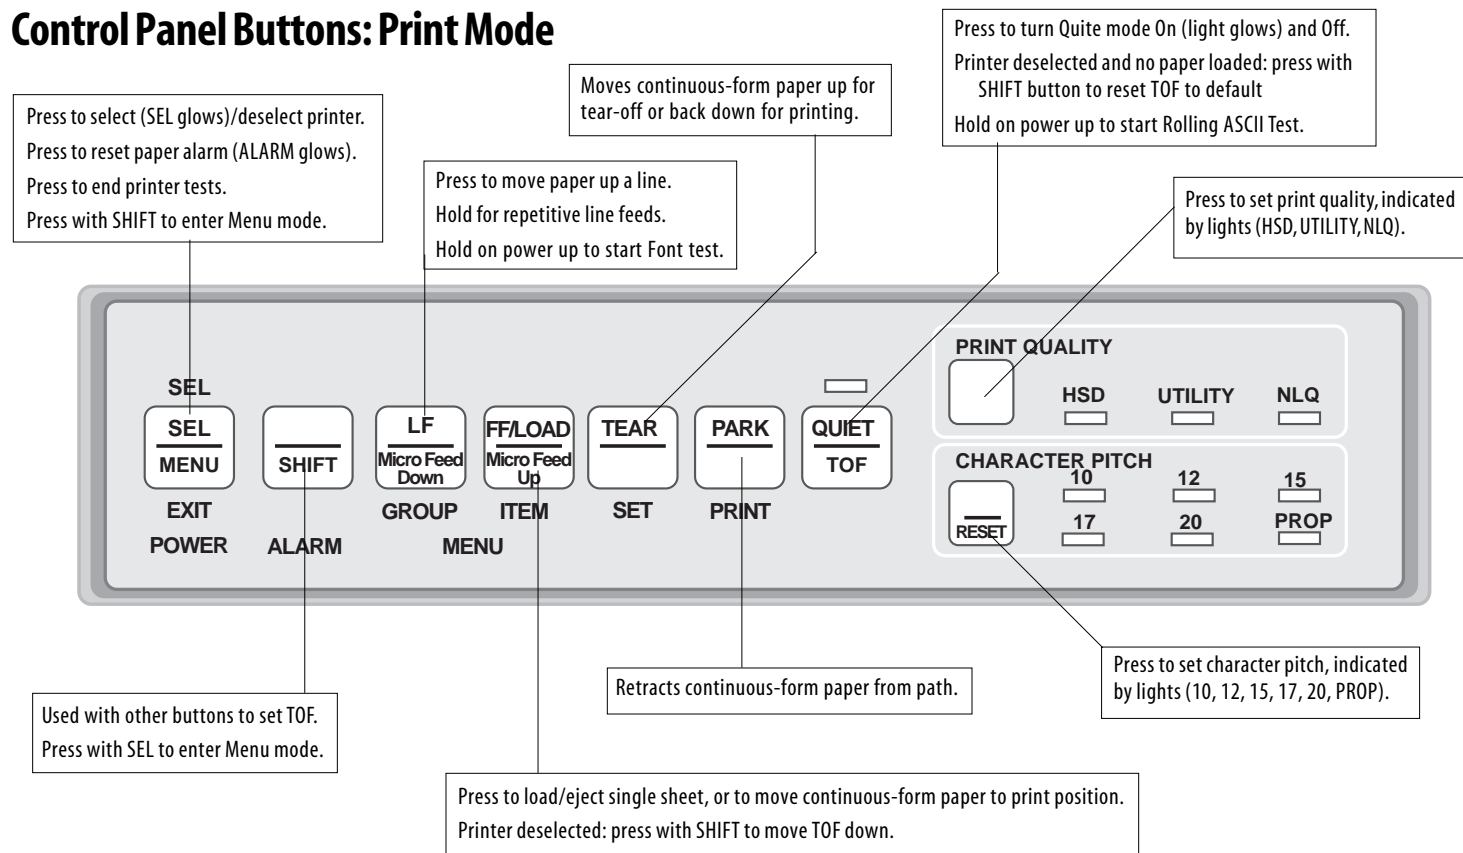 Control Panel Buttons: Print Mode
Press to turn Quite mode On (light glows) and Off.
Printer deselected and no paper loaded: press with
SHIFT button to reset TOF to default
Hold on power up to start Rolling ASCII Test.
Moves continuous-form paper up for
tear-off or back down for printing.
Press to select (SEL glows)/deselect printer.
Press to reset paper alarm (ALARM glows).
Press to end printer tests.
Press with SHIFT to enter Menu mode.
Press to move paper up a line.
Hold for repetitive line feeds.
Hold on power up to start Font test.
Press to set print quality, indicated
by lights (HSD, UTILITY, NLQ).
SEL
SEL
MENU
EXIT
POWER
SHIFT
ALARM
LF
Micro Feed
Down
GROUP
FF/LOAD
Micro Feed
Up
ITEM
MENU
TEAR
SET
PARK
PRINT
QUIET
TOF
PRINT QUALITY
HSD UTILITY NLQ
CHARACTER PITCH
10 12 15
RESET
17 20 PROP
Used with other buttons to set TOF.
Press with SEL to enter Menu mode.
Retracts continuous-form paper from path.
Press to set character pitch, indicated
by lights (10, 12, 15, 17, 20, PROP).
Press to load/eject single sheet, or to move continuous-form paper to print position.
Printer deselected: press with SHIFT to move TOF down.